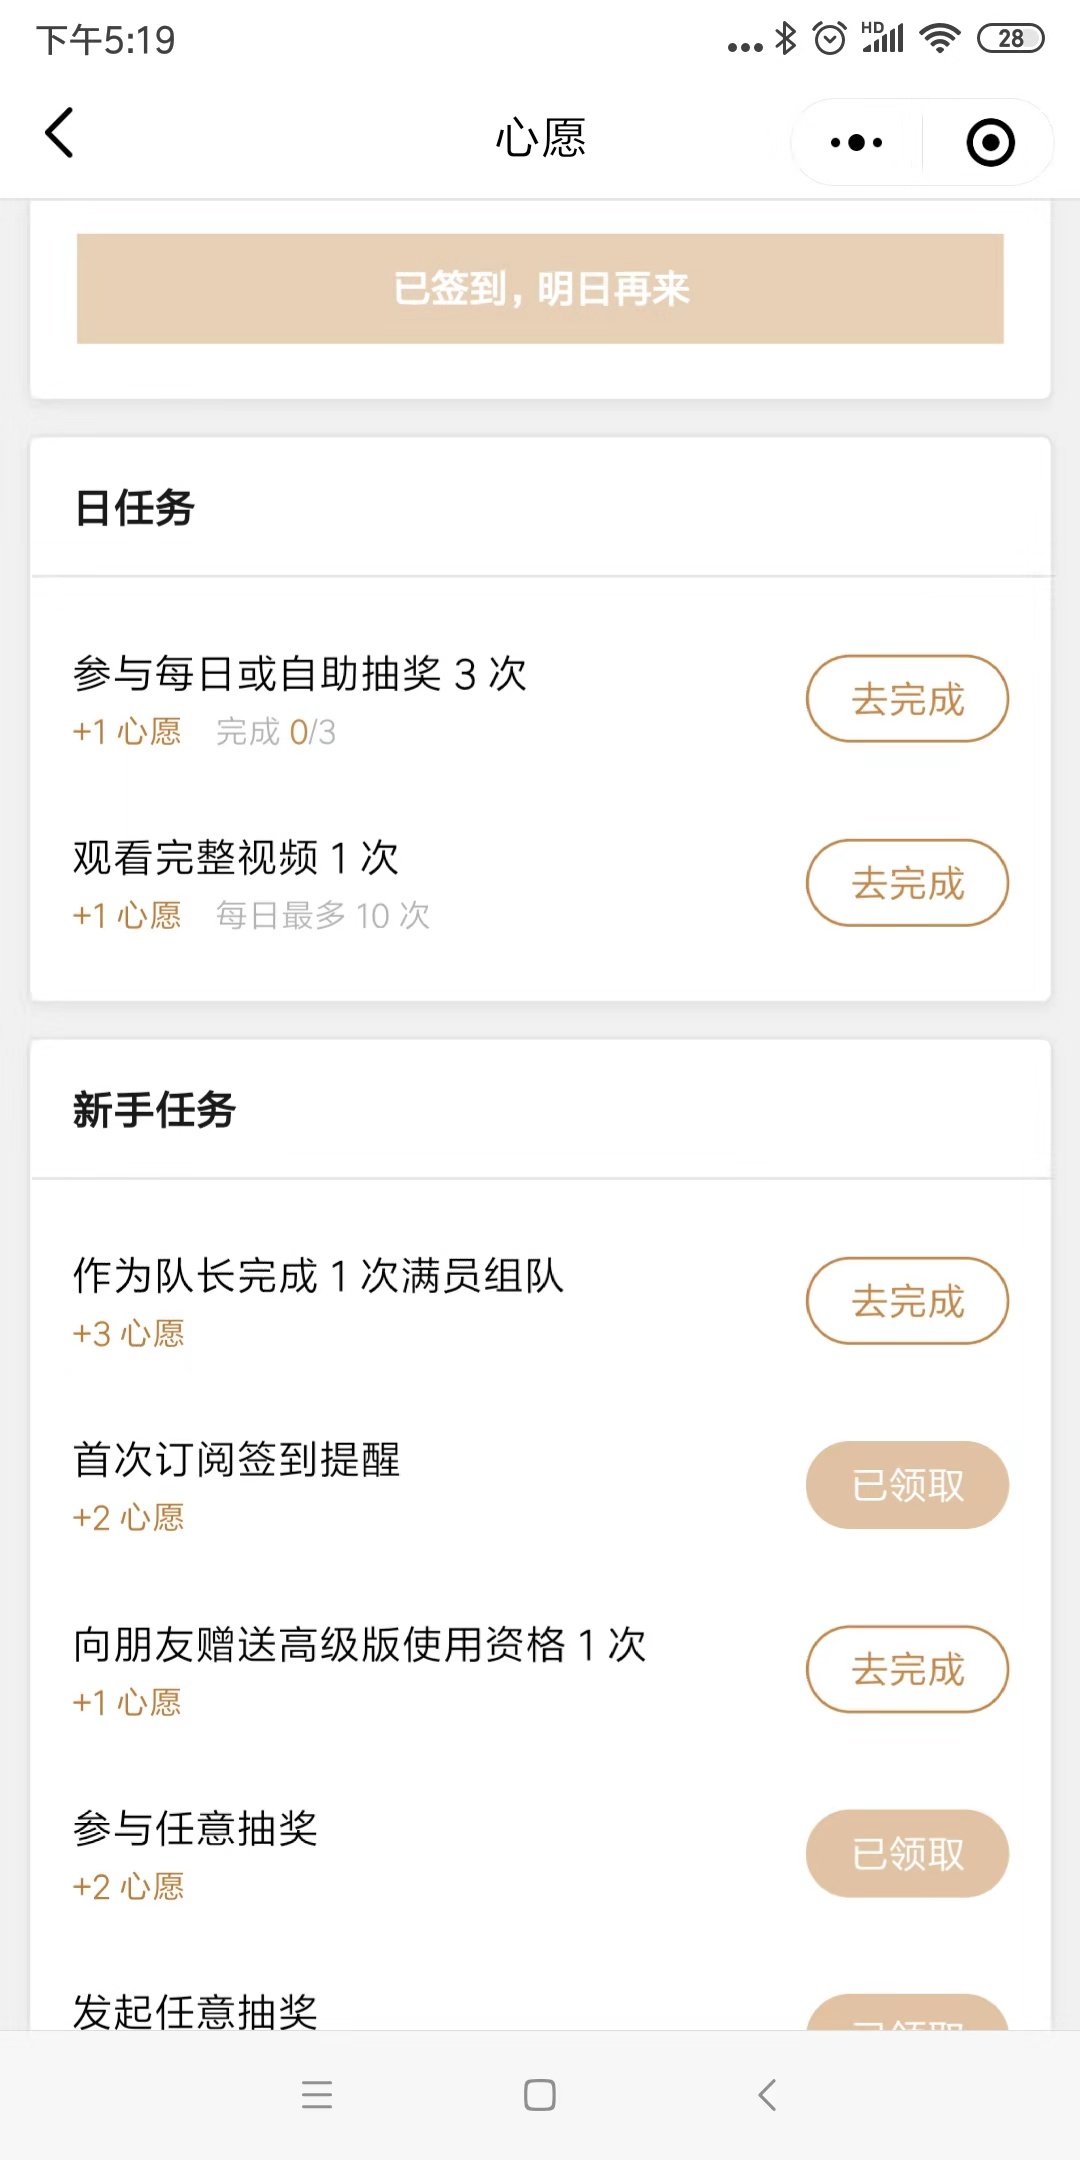 下午5:19
HD
28
心愿
已签到，明日再来
日任务
参与每日或自助抽奖 3 次
去完成
+1 心愿 完成 0/3
观看完整视频 1 次
去完成
+1 心愿 每日最多 10 次
新手任务
作为队长完成 1 次满员组队
去完成
+3 心愿
首次订阅签到提醒
已领取
+2 心愿
向朋友赠送高级版使用资格 1 次
去完成
+1 心愿
参与任意抽奖
已领取
+2 心愿
发起任意抽奖
已领取